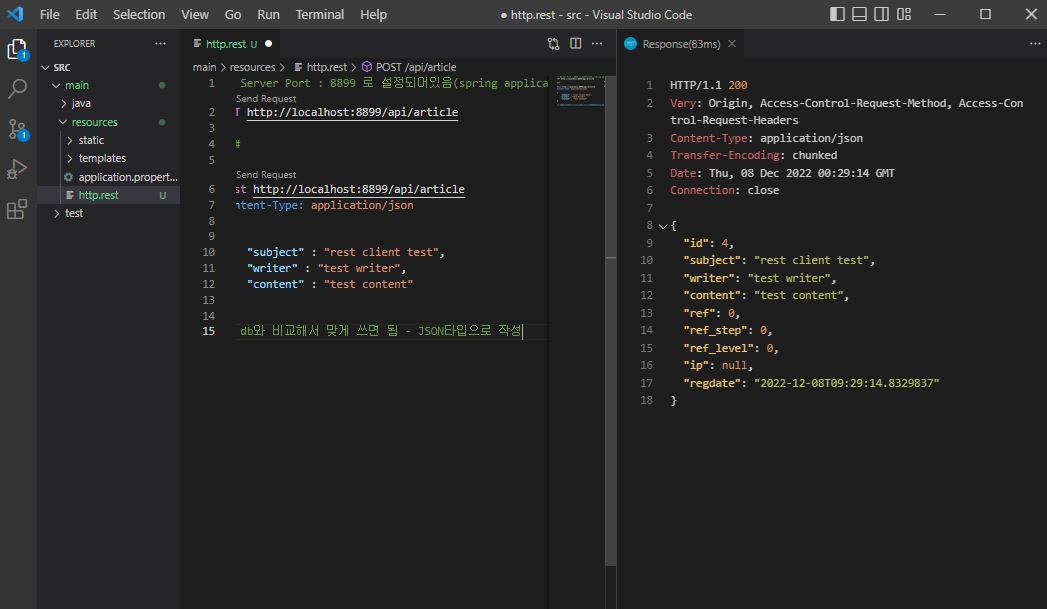 File Edit Selection View Go Run Terminal Help
● http.rest - src - Visual Studio Code
EXPLORER
SRC
main
java
resources
static
templates
application.propert...
http.rest U
test
1
1
http.rest U ●
main > resources > http.rest > POST /api/article
1 Server Port : 8899 로 설정되어있음(spring applica
Send Request
2 T http://localhost:8899/api/article
3
4 #
5
Send Request
6 st http://localhost:8899/api/article
7 ntent-Type: application/json
8
9
10 "subject" : "rest client test",
11 "writer" : "test writer",
12 "content" : "test content"
13
14
15 db와 비교해서 맞게 쓰면 됨 - JSON타입으로 작성
Response(83ms)
1 HTTP/1.1 200
2 Vary: Origin, Access-Control-Request-Method, Access-Con
trol-Request-Headers
3 Content-Type: application/json
4 Transfer-Encoding: chunked
5 Date: Thu, 08 Dec 2022 00:29:14 GMT
6 Connection: close
7
8 {
9 "id": 4,
10 "subject": "rest client test",
11 "writer": "test writer",
12 "content": "test content",
13 "ref": 0,
14 "ref_step": 0,
15 "ref_level": 0,
16 "ip": null,
17 "regdate": "2022-12-08T09:29:14.8329837"
18 }